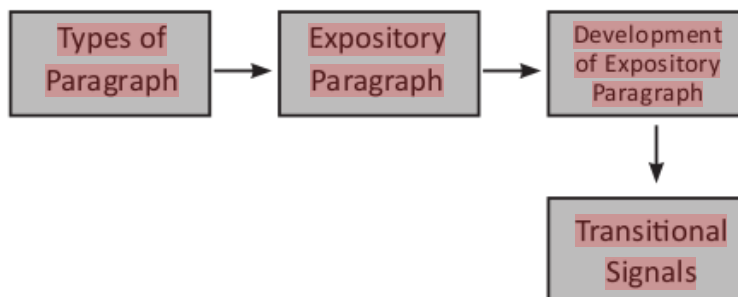 Types of
Paragraph
Expository
Paragraph
Development
of Expository
Paragraph
Transitional
Signals